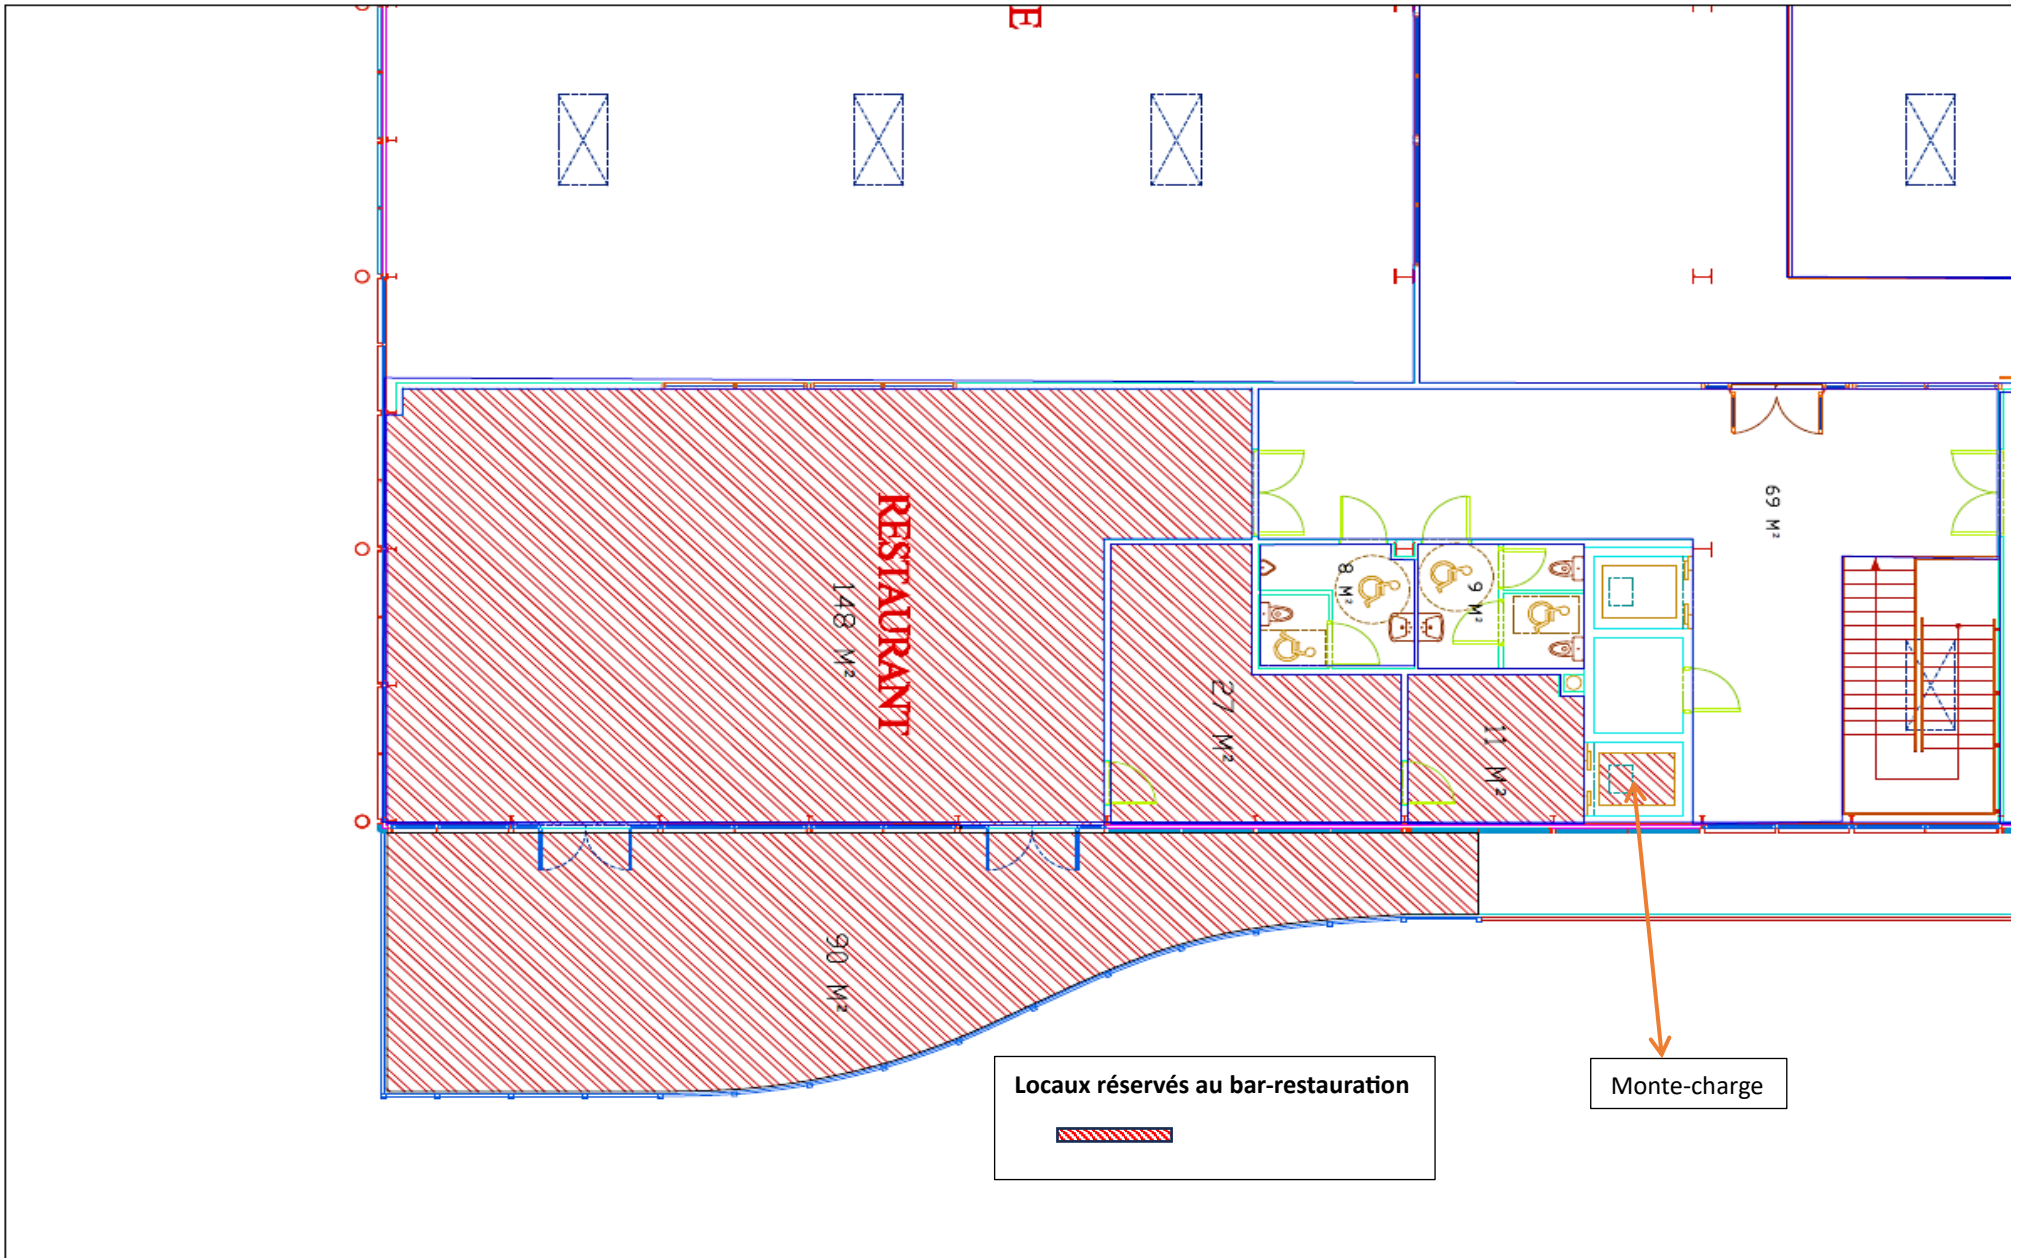 E
RESTAURANT
148 M²
27 M²
11 M²
8 M²
9 M²
69 M²
90 M²
Locaux réservés au bar-restauration
Monte-charge